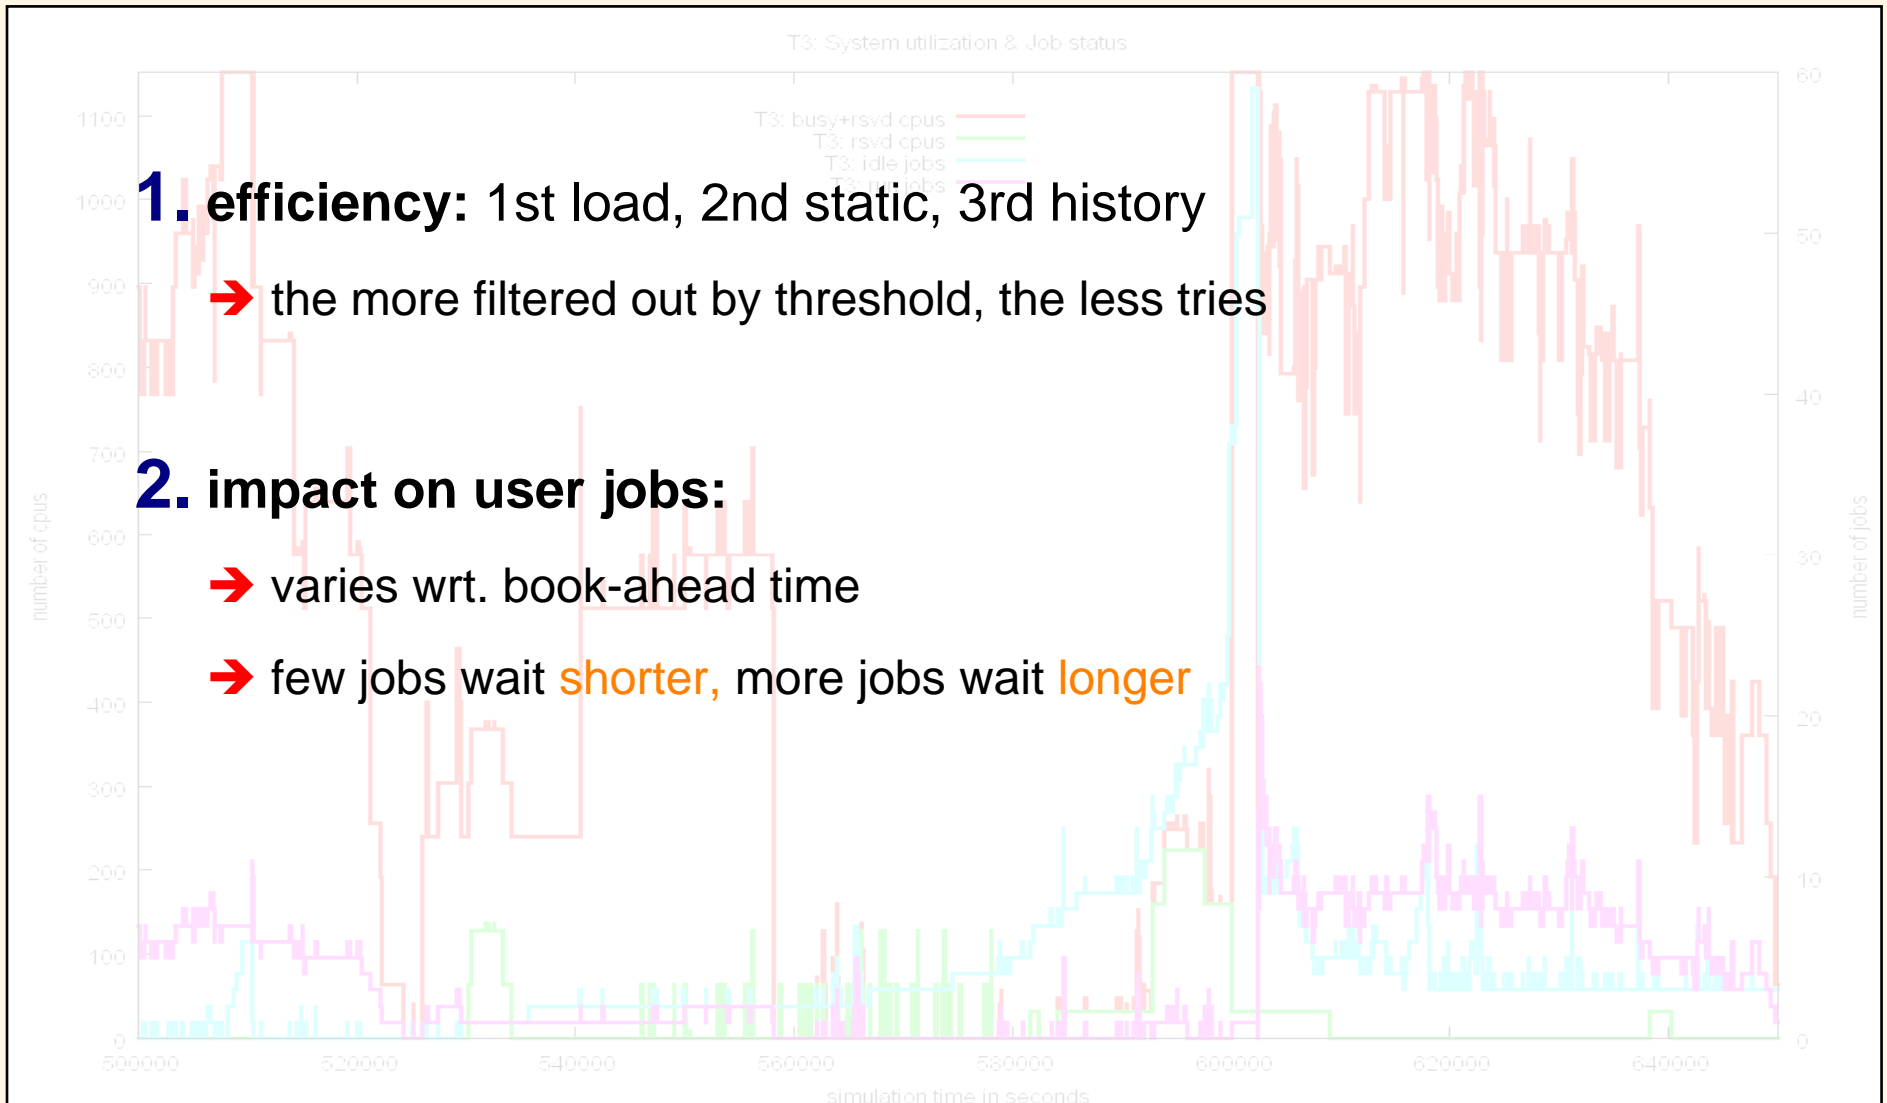 T3: System utilization & Job status
T3: busy+rsvd cpus
T3: rsvd cpus
T3: idle jobs
T3: run jobs
1. efficiency: 1st load, 2nd static, 3rd history
➔ the more filtered out by threshold, the less tries
2. impact on user jobs:
➔ varies wrt. book-ahead time
➔ few jobs wait shorter, more jobs wait longer
number of cpus
1100
1000
900
800
700
600
500
400
300
200
100
0
number of jobs
60
50
40
30
20
10
0
500000 520000 540000 560000 580000 600000 620000 640000
simulation time in seconds